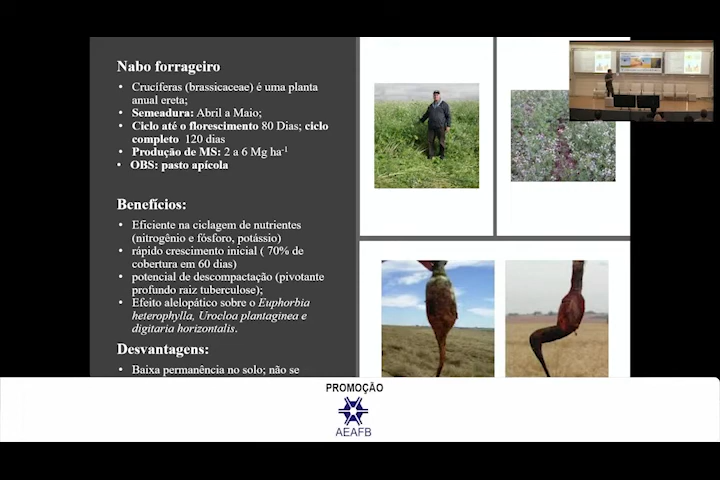 Nabo forrageiro
• Crucíferas (brassicaceae) é uma planta
anual ereta;
• Semeadura: Abril a Maio;
• Ciclo até o florescimento 80 Dias; ciclo
completo 120 dias
• Produção de MS: 2 a 6 Mg ha-1
• OBS: pasto apícola
Benefícios:
• Eficiente na ciclagem de nutrientes
(nitrogênio e fósforo, potássio)
• rápido crescimento inicial ( 70% de
cobertura em 60 dias)
• potencial de descompactação (pivotante
profundo raiz tuberculose);
• Efeito alelopático sobre o Euphorbia
heterophylla, Urocloa plantaginea e
digitaria horizontalis.
Desvantagens:
• Baixa permanência no solo; não se
PROMOÇÃO
AEAFB